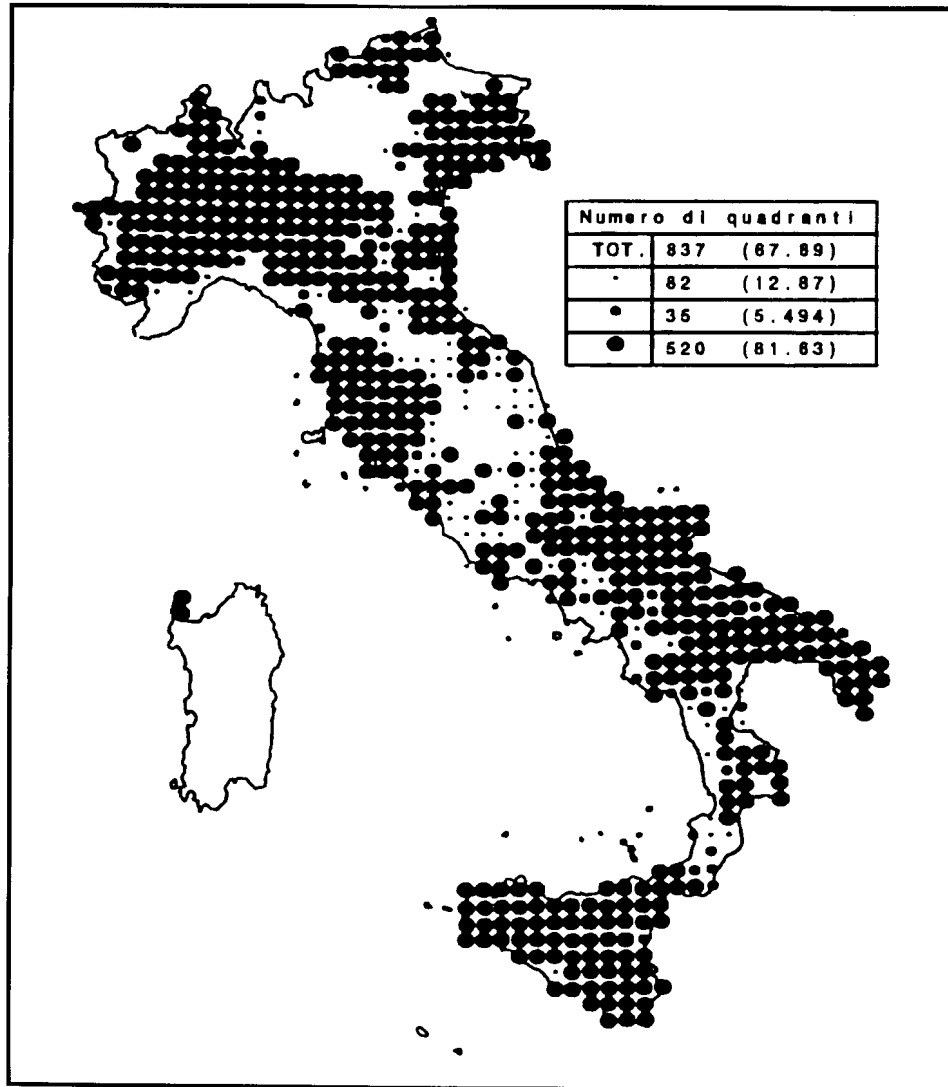 Numero di quadranti
TOT. 837 (67.89)
82 (12.87)
35 (5.494)
520 (81.63)